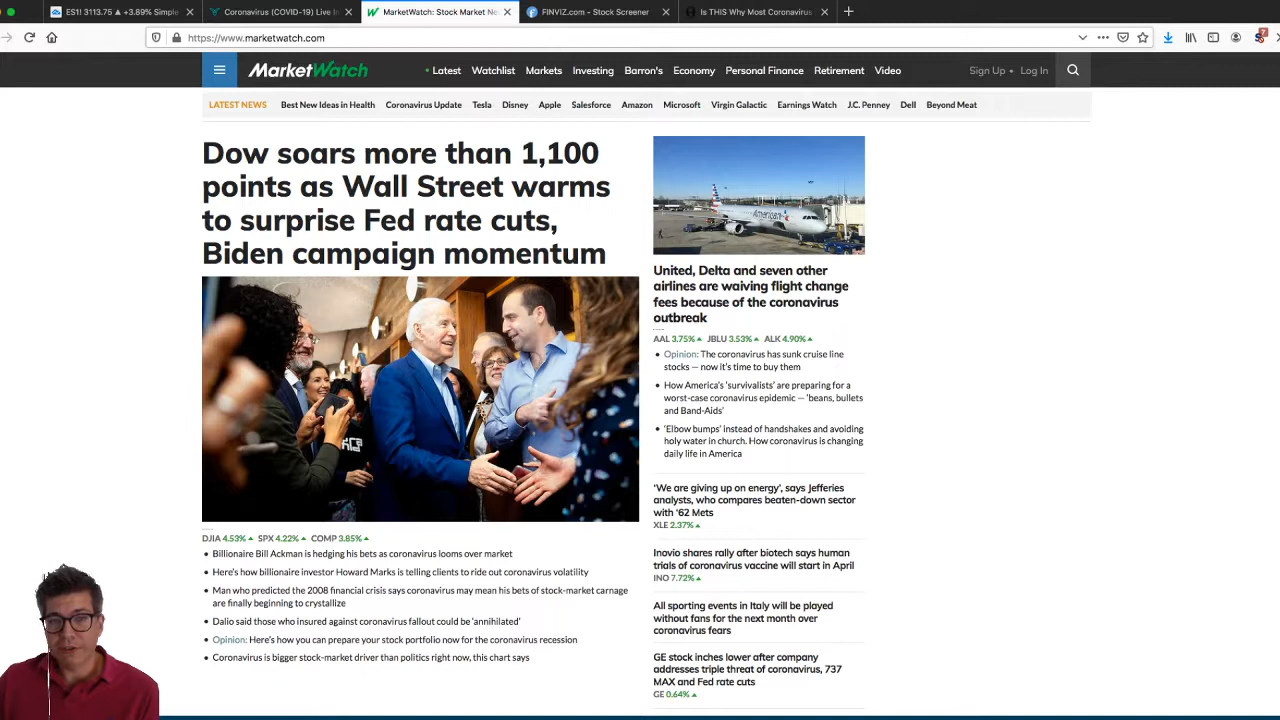 ES1! 3113.75 ▲ +3.89% Simple
Coronavirus (COVID-19) Live
MarketWatch: Stock Market Ne
FINVIZ.com - Stock Screener
Is THIS Why Most Coronavirus
https://www.marketwatch.com
MarketWatch
Latest
Watchlist
Markets
Investing
Barron's
Economy
Personal Finance
Retirement
Video
Sign Up • Log In
LATEST NEWS
Best New Ideas in Health
Coronavirus Update
Tesla
Disney
Apple
Salesforce
Amazon
Microsoft
Virgin Galactic
Earnings Watch
J.C. Penney
Dell
Beyond Meat
Dow soars more than 1,100
points as Wall Street warms
to surprise Fed rate cuts,
Biden campaign momentum
DJIA 4.53% SPX 4.22% COMP 3.85%
• Billionaire Bill Ackman is hedging his bets as coronavirus looms over market
• Here's how billionaire investor Howard Marks is telling clients to ride out coronavirus volatility
• Man who predicted the 2008 financial crisis says coronavirus may mean his bets of stock-market carnage
are finally beginning to crystallize
• Dalio said those who insured against coronavirus fallout could be 'annihilated'
• Opinion: Here's how you can prepare your stock portfolio now for the coronavirus recession
• Coronavirus is bigger stock-market driver than politics right now, this chart says
American
United, Delta and seven other
airlines are waiving flight change
fees because of the coronavirus
outbreak
AAL 3.75% JBLU 3.53% ALK 4.90%
• Opinion: The coronavirus has sunk cruise line
stocks — now it's time to buy them
• How America's 'survivalists' are preparing for a
worst-case coronavirus epidemic — 'beans, bullets
and Band-Aids'
• 'Elbow bumps' instead of handshakes and avoiding
holy water in church. How coronavirus is changing
daily life in America
'We are giving up on energy', says Jefferies
analysts, who compares beaten-down sector
with '62 Mets
XLE 2.37%
Inovio shares rally after biotech says human
trials of coronavirus vaccine will start in April
INO 7.72%
All sporting events in Italy will be played
without fans for the next month over
coronavirus fears
GE stock inches lower after company
addresses triple threat of coronavirus, 737
MAX and Fed rate cuts
GE 0.64%